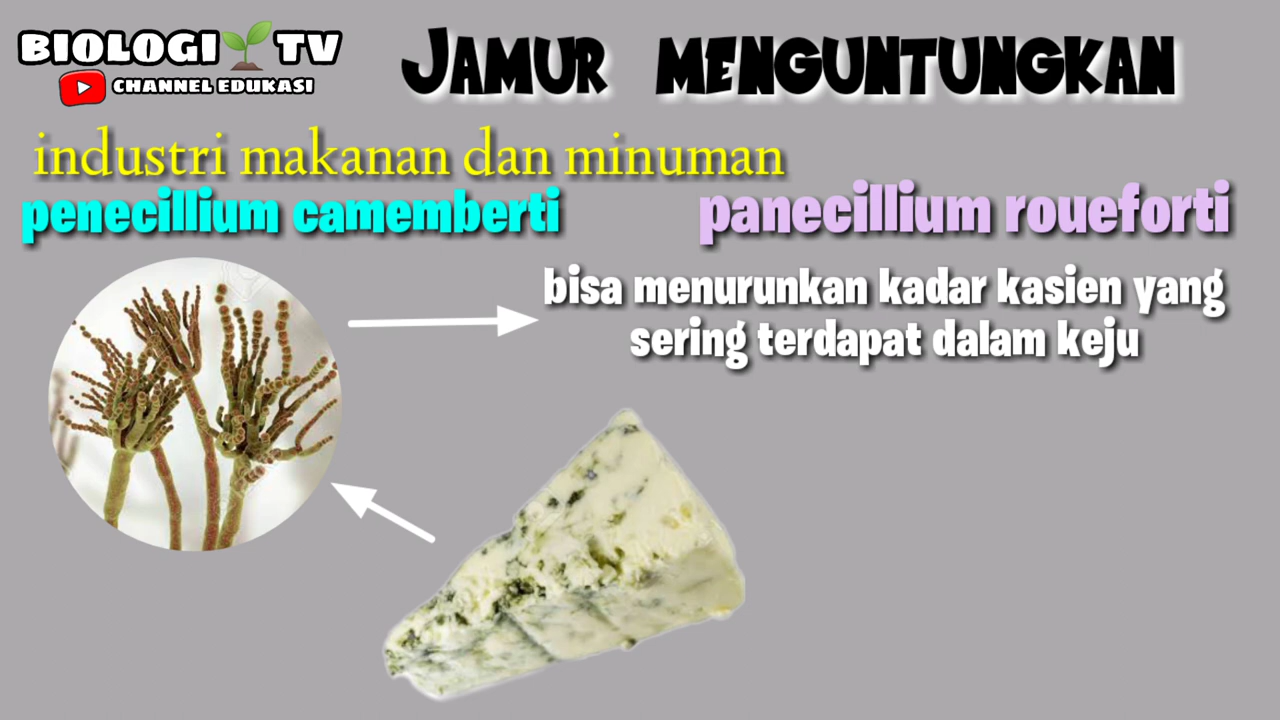 BIOLOGI TV
CHANNEL EDUKASI
JAMUR MENGUNTUNGKAN
industri makanan dan minuman
penecillium camemberti
panecillium roueforti
bisa menurunkan kadar kasien yang
sering terdapat dalam keju